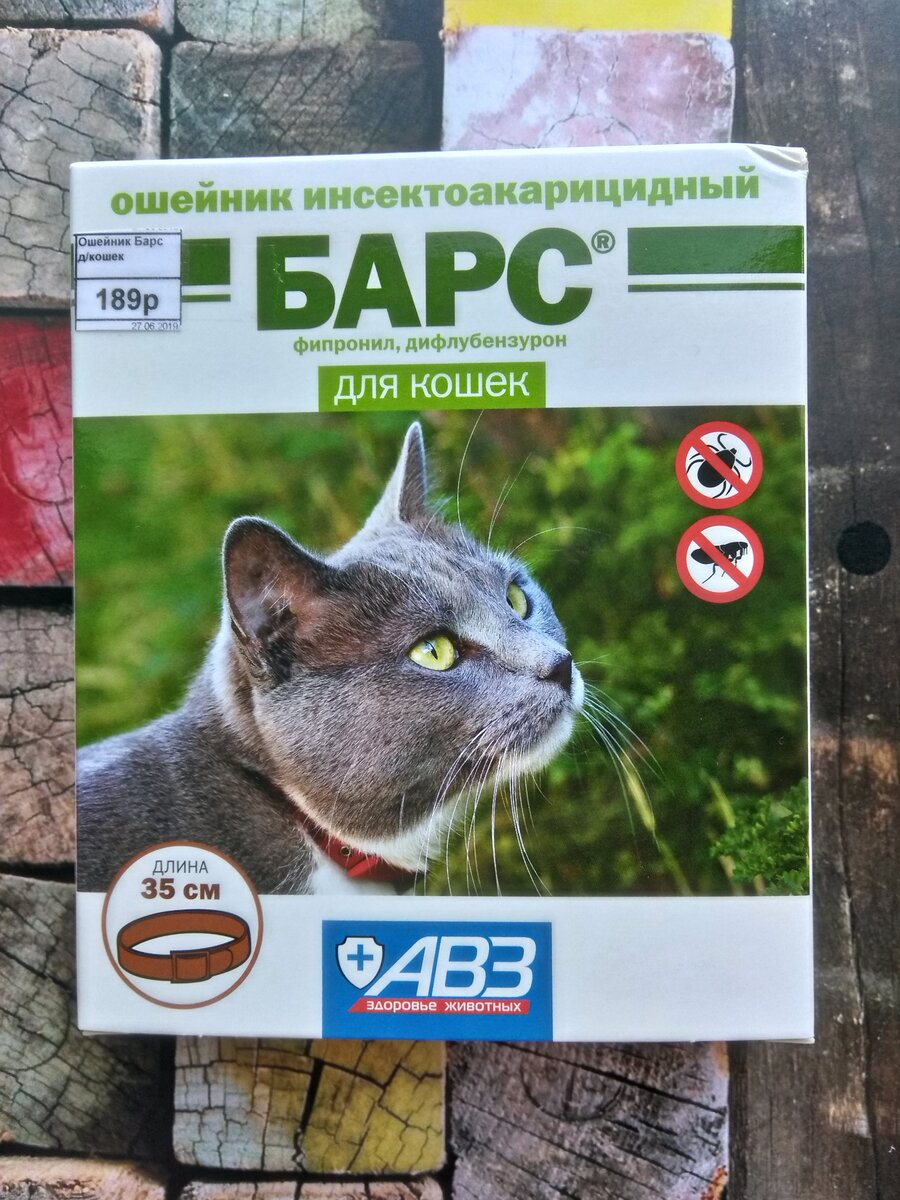 ошейник инсектоакарицидный
Ошейник Барс
д/кошек
189р
27.06.2019
БАРС®
фипронил, дифлубензурон
для кошек
ДЛИНА
35 см
АВЗ
ЗДОРОВЬЕ ЖИВОТНЫХ